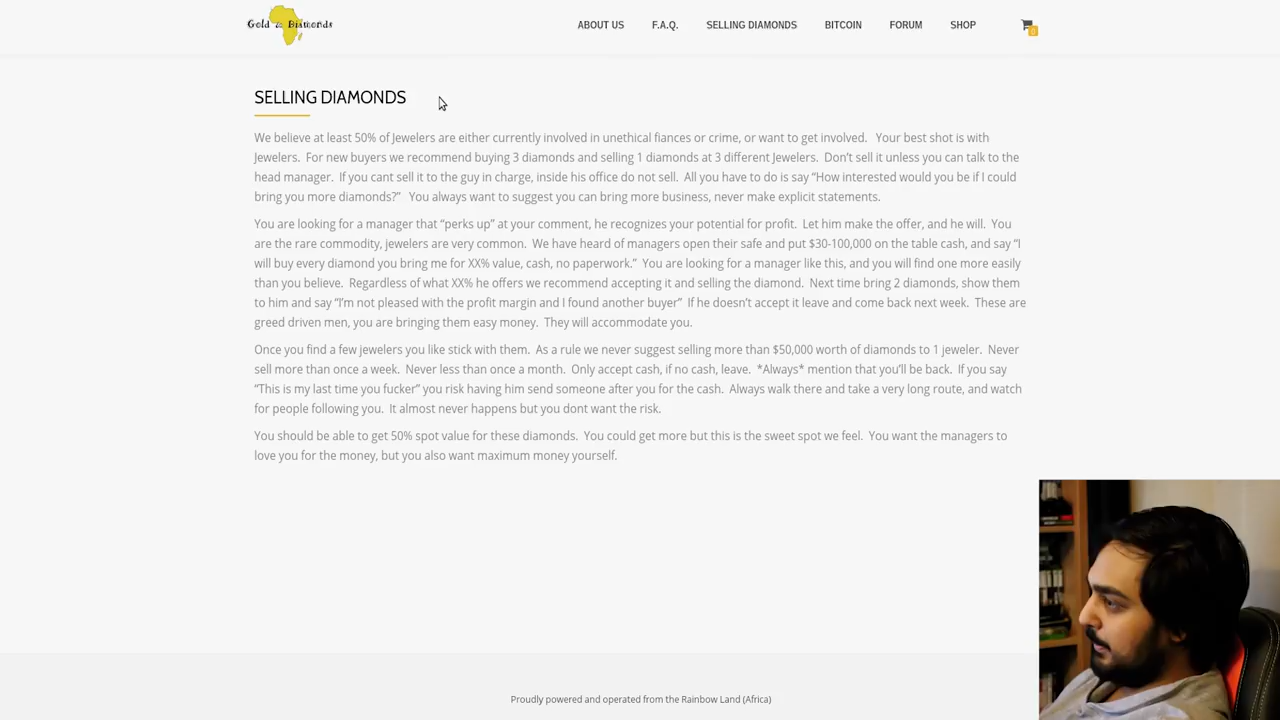 Gold & Diamonds
ABOUT US F.A.Q. SELLING DIAMONDS BITCOIN FORUM SHOP
0
SELLING DIAMONDS
We believe at least 50% of Jewelers are either currently involved in unethical fiances or crime, or want to get involved. Your best shot is with
Jewelers. For new buyers we recommend buying 3 diamonds and selling 1 diamonds at 3 different Jewelers. Don't sell it unless you can talk to the
head manager. If you cant sell it to the guy in charge, inside his office do not sell. All you have to do is say “How interested would you be if I could
bring you more diamonds?” You always want to suggest you can bring more business, never make explicit statements.
You are looking for a manager that “perks up” at your comment, he recognizes your potential for profit. Let him make the offer, and he will. You
are the rare commodity, jewelers are very common. We have heard of managers open their safe and put $30-100,000 on the table cash, and say “I
will buy every diamond you bring me for XX% value, cash, no paperwork.” You are looking for a manager like this, and you will find one more easily
than you believe. Regardless of what XX% he offers we recommend accepting it and selling the diamond. Next time bring 2 diamonds, show them
to him and say “I'm not pleased with the profit margin and I found another buyer” If he doesn't accept it leave and come back next week. These are
greed driven men, you are bringing them easy money. They will accommodate you.
Once you find a few jewelers you like stick with them. As a rule we never suggest selling more than $50,000 worth of diamonds to 1 jeweler. Never
sell more than once a week. Never less than once a month. Only accept cash, if no cash, leave. *Always* mention that you'll be back. If you say
“This is my last time you fucker” you risk having him send someone after you for the cash. Always walk there and take a very long route, and watch
for people following you. It almost never happens but you dont want the risk.
You should be able to get 50% spot value for these diamonds. You could get more but this is the sweet spot we feel. You want the managers to
love you for the money, but you also want maximum money yourself.
Proudly powered and operated from the Rainbow Land (Africa)